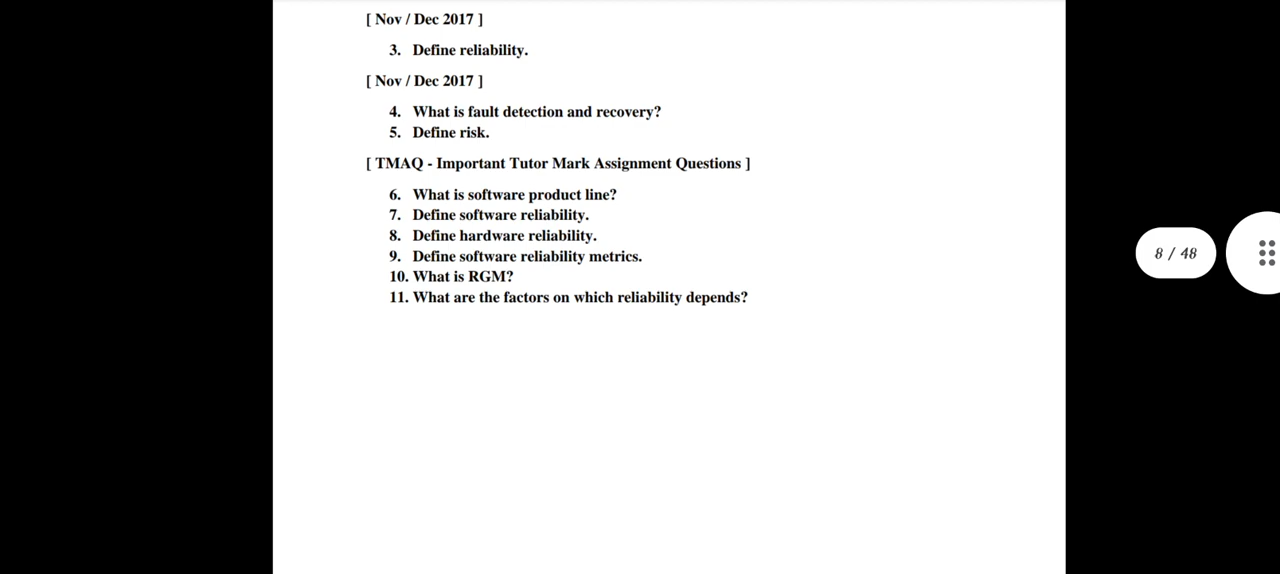 [ Nov / Dec 2017 ]
3. Define reliability.
[ Nov / Dec 2017 ]
4. What is fault detection and recovery?
5. Define risk.
[ TMAQ - Important Tutor Mark Assignment Questions ]
6. What is software product line?
7. Define software reliability.
8. Define hardware reliability.
9. Define software reliability metrics.
10. What is RGM?
11. What are the factors on which reliability depends?
8 / 48